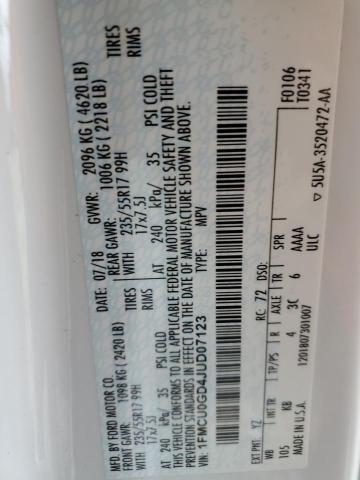 MFD. BY FORD MOTOR CO.
DATE: 07/18 GVWR: 2096 KG ( 4620 LB)
FRONT GAWR: 1098 KG (2420 LB) REAR GAWR: 1006 KG ( 2218 LB)
WITH 235/55R17 99H TIRES WITH 235/55R17 99H TIRES
17x7.5J RIMS 17x7.5J RIMS
AT 240 kPa/ 35 PSI COLD AT 240 kPa/ 35 PSI COLD
THIS VEHICLE CONFORMS TO ALL APPLICABLE FEDERAL MOTOR VEHICLE SAFETY AND THEFT
PREVENTION STANDARDS IN EFFECT ON THE DATE OF MANUFACTURE SHOWN ABOVE.
VIN: 1FMCU0GD4JUD07123 TYPE: MPV
F0106
T0341
EXT PNT: YZ RC: 72 DSO:
WB INT TR TP/PS R AXLE TR SPR
105 KB 4 3C 6 AAAA
ULC
MADE IN U.S.A. 1201807301007
▽ 5U5A-3520472-AA